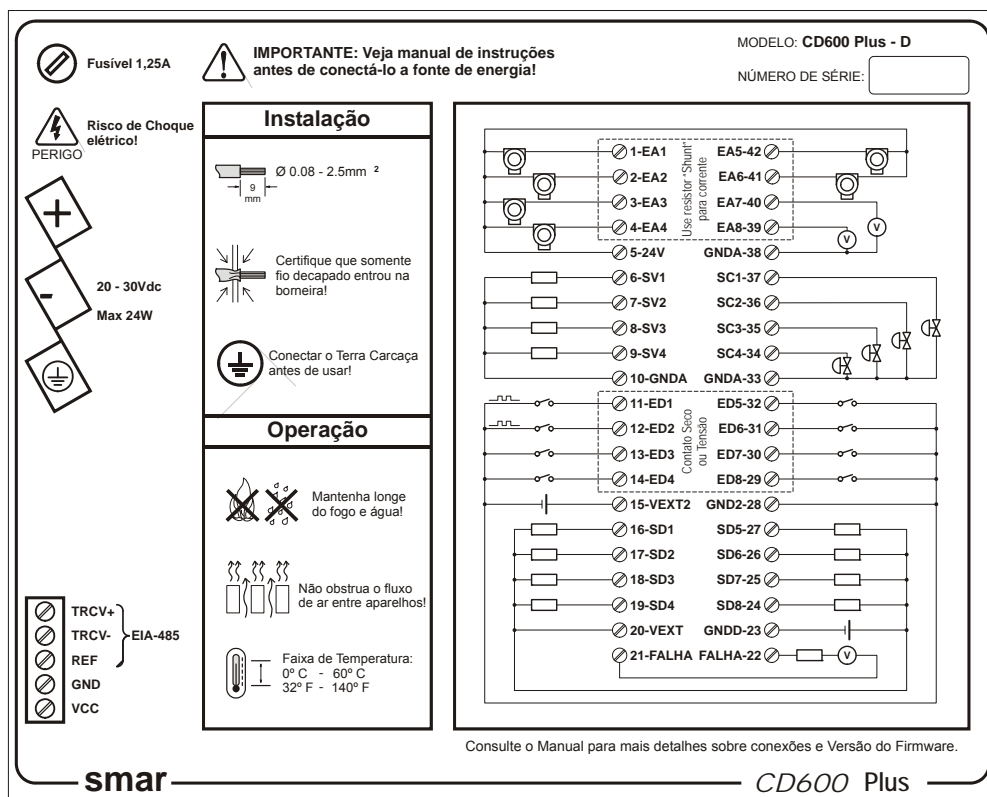 Fusível 1,25A
IMPORTANTE: Veja manual de instruções
antes de conectá-lo a fonte de energia!
MODELO: CD600 Plus - D
NÚMERO DE SÉRIE:
Risco de Choque
elétrico!
PERIGO
+
-
20 - 30Vdc
Max 24W
TRCV+
TRCV-
REF
EIA-485
GND
VCC
Instalação
Ø 0.08 - 2.5mm ²
9
mm
Certifique que somente
fio decapado entrou na
borneira!
Conectar o Terra Carcaça
antes de usar!
Operação
Mantenha longe
do fogo e água!
Não obstrua o fluxo
de ar entre aparelhos!
Faixa de Temperatura:
0º C - 60º C
32º F - 140º F
1-EA1 EA5-42
2-EA2 EA6-41
3-EA3 EA7-40
4-EA4 EA8-39
Use resistor "Shunt"
para corrente
V
V
5-24V GNDA-38
6-SV1 SC1-37
7-SV2 SC2-36
8-SV3 SC3-35
9-SV4 SC4-34
10-GNDA GNDA-33
11-ED1 ED5-32
12-ED2 ED6-31
13-ED3 ED7-30
14-ED4 ED8-29
Contato Seco
ou Tensão
15-VEXT2 GND2-28
16-SD1 SD5-27
17-SD2 SD6-26
18-SD3 SD7-25
19-SD4 SD8-24
20-VEXT GNDD-23
21-FALHA FALHA-22
V
Consulte o Manual para mais detalhes sobre conexões e Versão do Firmware.
smar
CD600 Plus